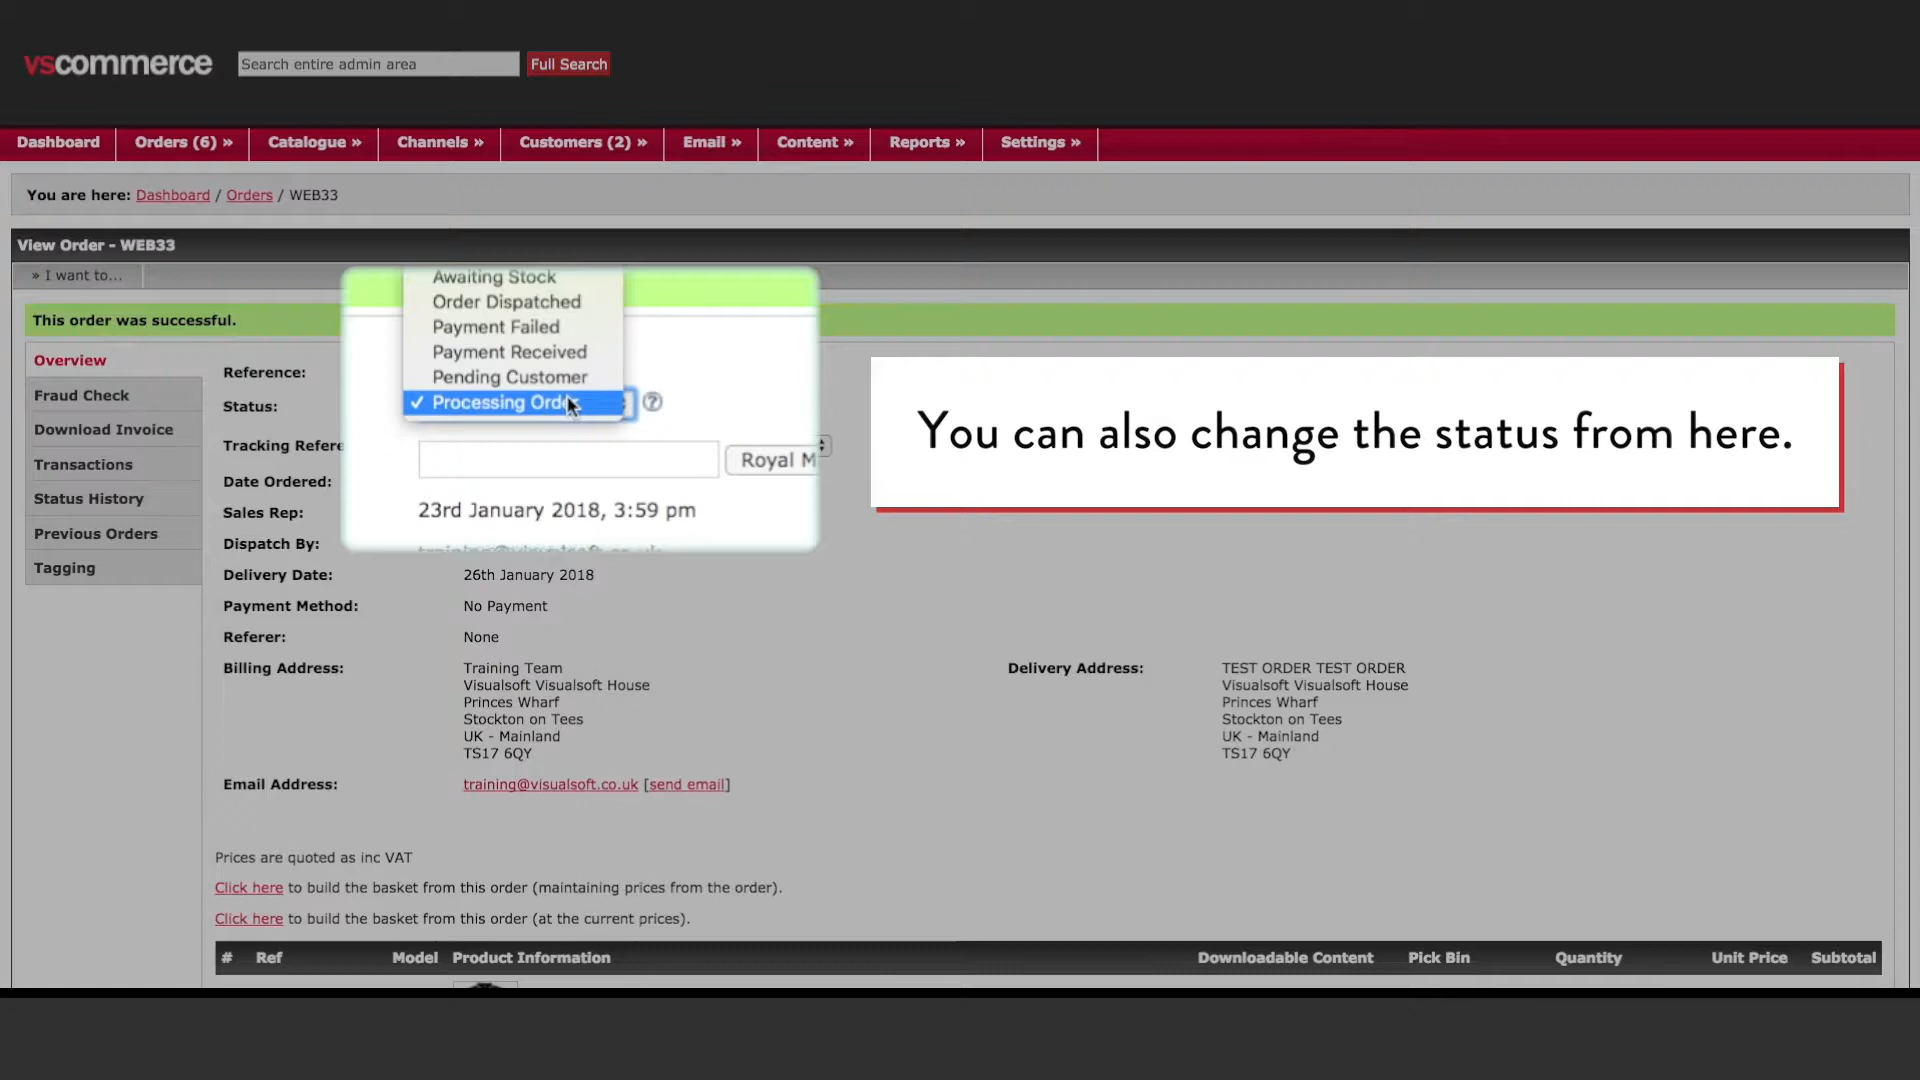 vscommerce
Search entire admin area
Full Search
Dashboard
Orders (6) »
Catalogue »
Channels »
Customers (2) »
Email »
Content »
Reports »
Settings »
You are here: Dashboard / Orders / WEB33
View Order - WEB33
» I want to...
This order was successful.
Overview
Fraud Check
Download Invoice
Transactions
Status History
Previous Orders
Tagging
Awaiting Stock
Order Dispatched
Payment Failed
Payment Received
Pending Customer
✓ Processing Orde
Reference:
Status:
?
Tracking Refere
Royal M
Date Ordered:
23rd January 2018, 3:59 pm
Sales Rep:
Dispatch By:
You can also change the status from here.
Delivery Date:
26th January 2018
Payment Method:
No Payment
Referer:
None
Billing Address:
Training Team
Visualsoft Visualsoft House
Princes Wharf
Stockton on Tees
UK - Mainland
TS17 6QY
Delivery Address:
TEST ORDER TEST ORDER
Visualsoft Visualsoft House
Princes Wharf
Stockton on Tees
UK - Mainland
TS17 6QY
Email Address:
training@visualsoft.co.uk [send email]
Prices are quoted as inc VAT
Click here to build the basket from this order (maintaining prices from the order).
Click here to build the basket from this order (at the current prices).
# Ref Model Product Information Downloadable Content Pick Bin Quantity Unit Price Subtotal